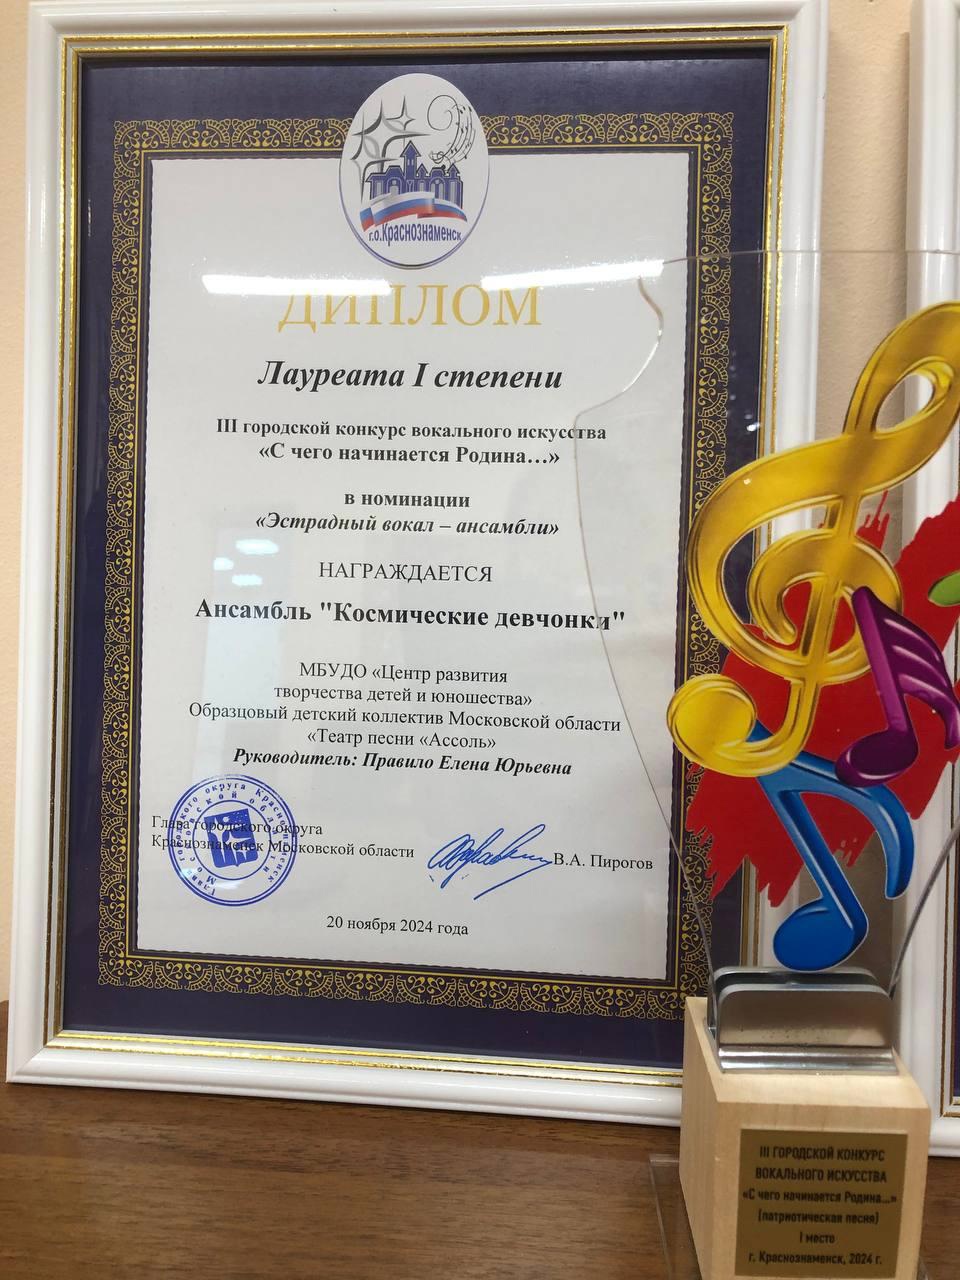 г.о.Краснознаменск
ДИПЛОМ
Лауреата I степени
III городской конкурс вокального искусства
«С чего начинается Родина...»
в номинации
«Эстрадный вокал – ансамбли»
НАГРАЖДАЕТСЯ
Ансамбль "Космические девчонки"
МБУДО «Центр развития
творчества детей и юношества»
Образцовый детский коллектив Московской области
«Театр песни «Ассоль»
Руководитель: Правило Елена Юрьевна
Глава городского округа
Краснознаменск Московской области
В.А. Пирогов
20 ноября 2024 года
III ГОРОДСКОЙ КОНКУРС
ВОКАЛЬНОГО ИСКУССТВА
«С чего начинается Родина...»
(патриотическая песня)
I место
г. Краснознаменск, 2024 г.